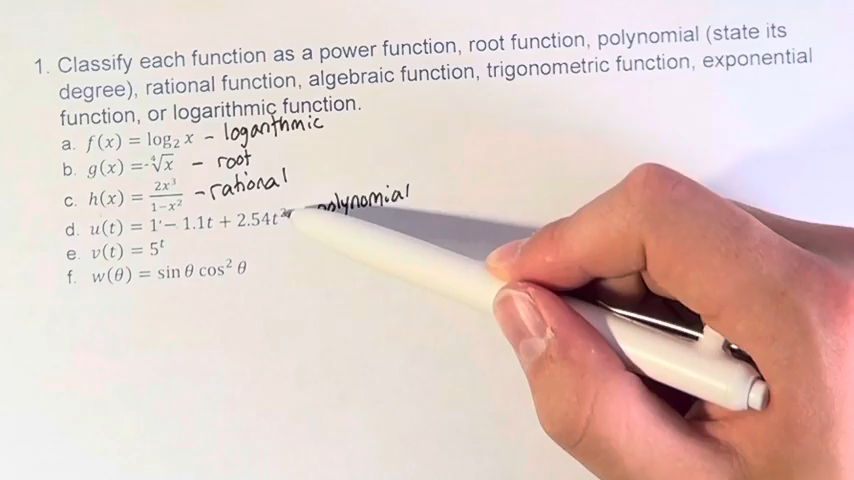 1. Classify each function as a power function, root function, polynomial (state its
degree), rational function, algebraic function, trigonometric function, exponential
function, or logarithmic function.
a. f(x) = log₂ x – logarithmic
b. g(x) = ∜x – root
c. h(x) = 2x³/(1−x²) – rational
d. u(t) = 1 − 1.1t + 2.54t² polynomial
e. v(t) = 5ᵗ
f. w(θ) = sin θ cos² θ